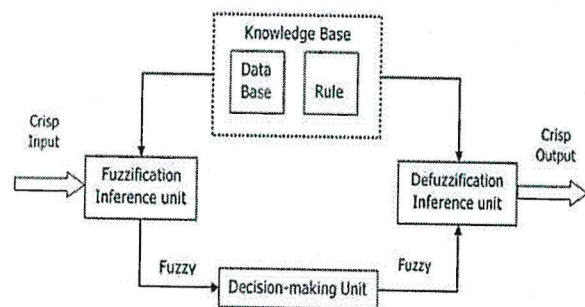 Knowledge Base
Data
Base
Rule
Crisp
Input
Crisp
Output
Fuzzification
Inference unit
Defuzzification
Inference unit
Fuzzy
Decision-making Unit
Fuzzy